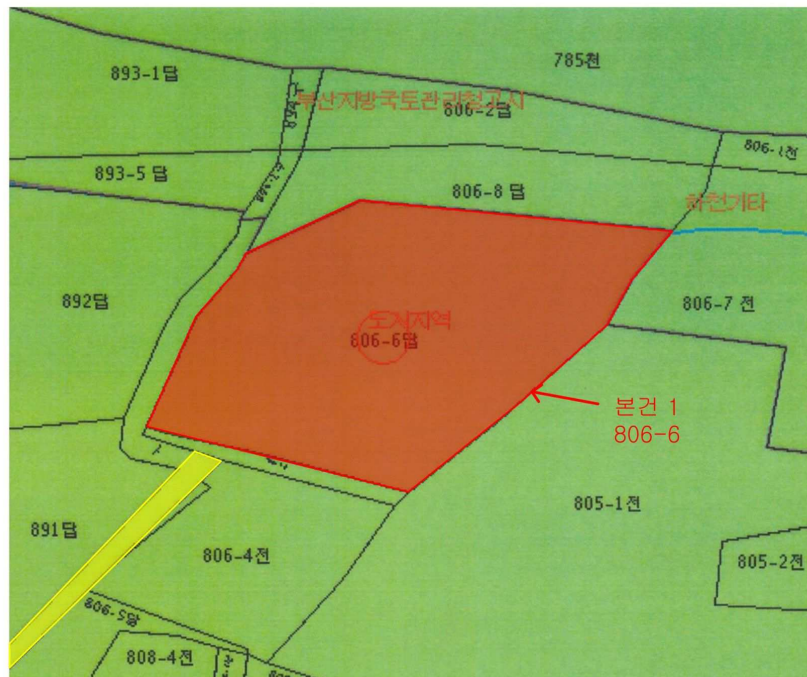 785천
893-1답
부산지방국토관리청고시
806-2답
806-1전
893-5 답
806-8 답
하천기타
892답
806-7 전
도시지역
806-6답
본건 1
806-6
805-1전
891답
806-4전
805-2전
808-4전